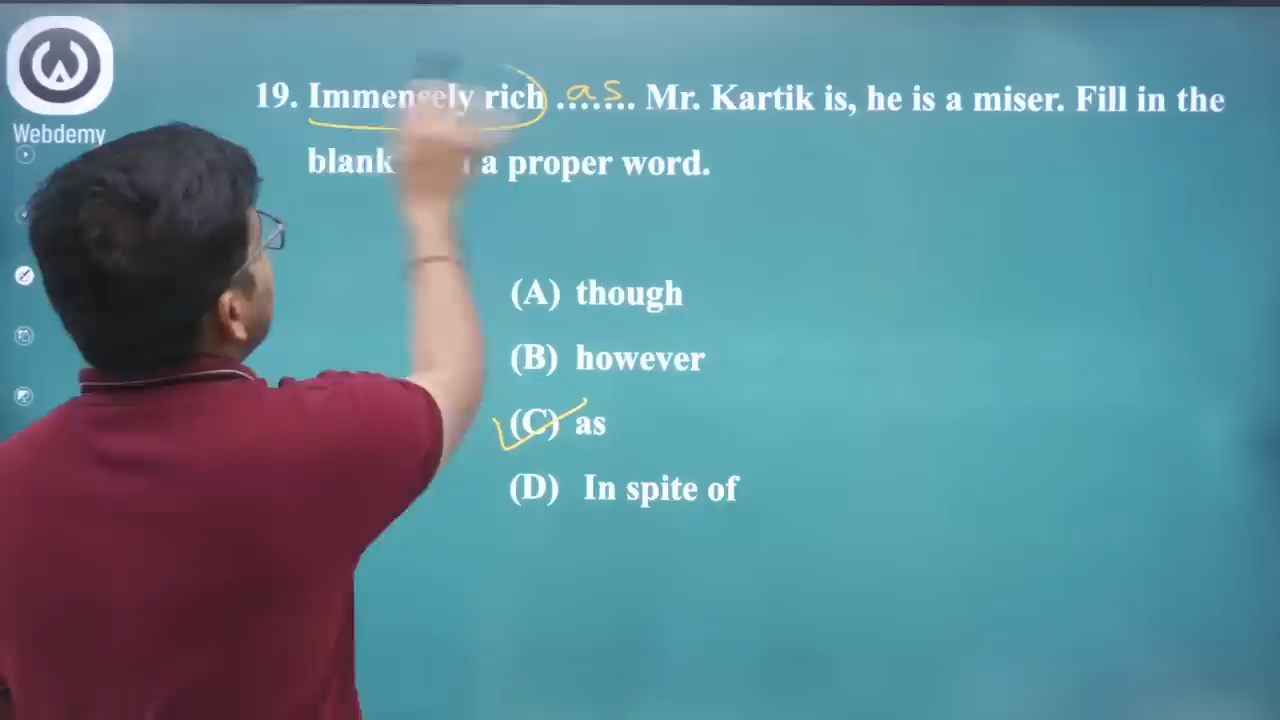 Webdemy
19. Immensely rich as ........ Mr. Kartik is, he is a miser. Fill in the
blank a proper word.
(A) though
(B) however
(C) as
(D) In spite of